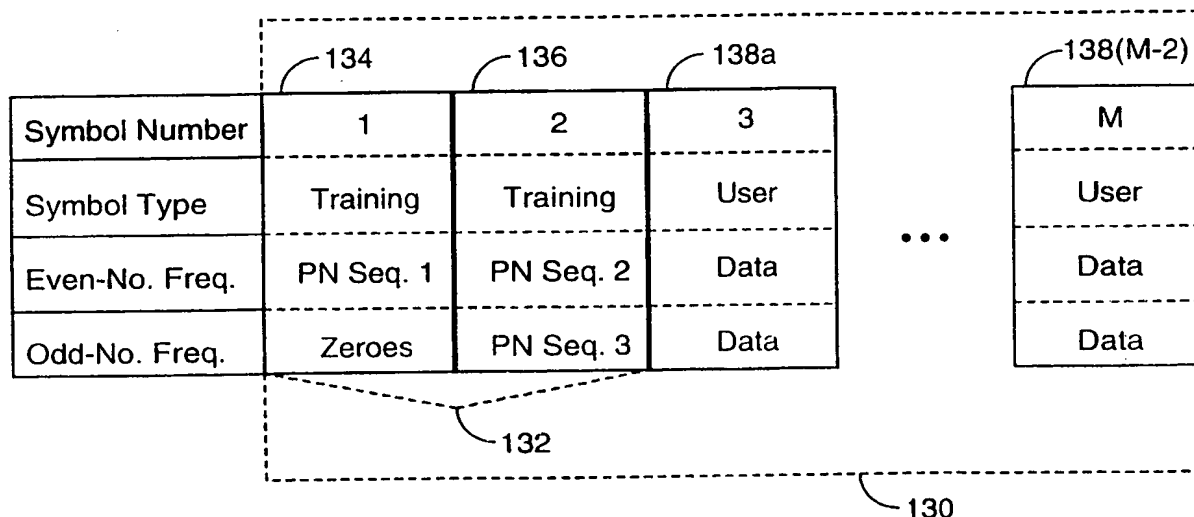 134 136 138a 138(M-2)
Symbol Number 1 2 3 M
Symbol Type Training Training User User
Even-No. Freq. PN Seq. 1 PN Seq. 2 Data ••• Data
Odd-No. Freq. Zeroes PN Seq. 3 Data Data
132
130